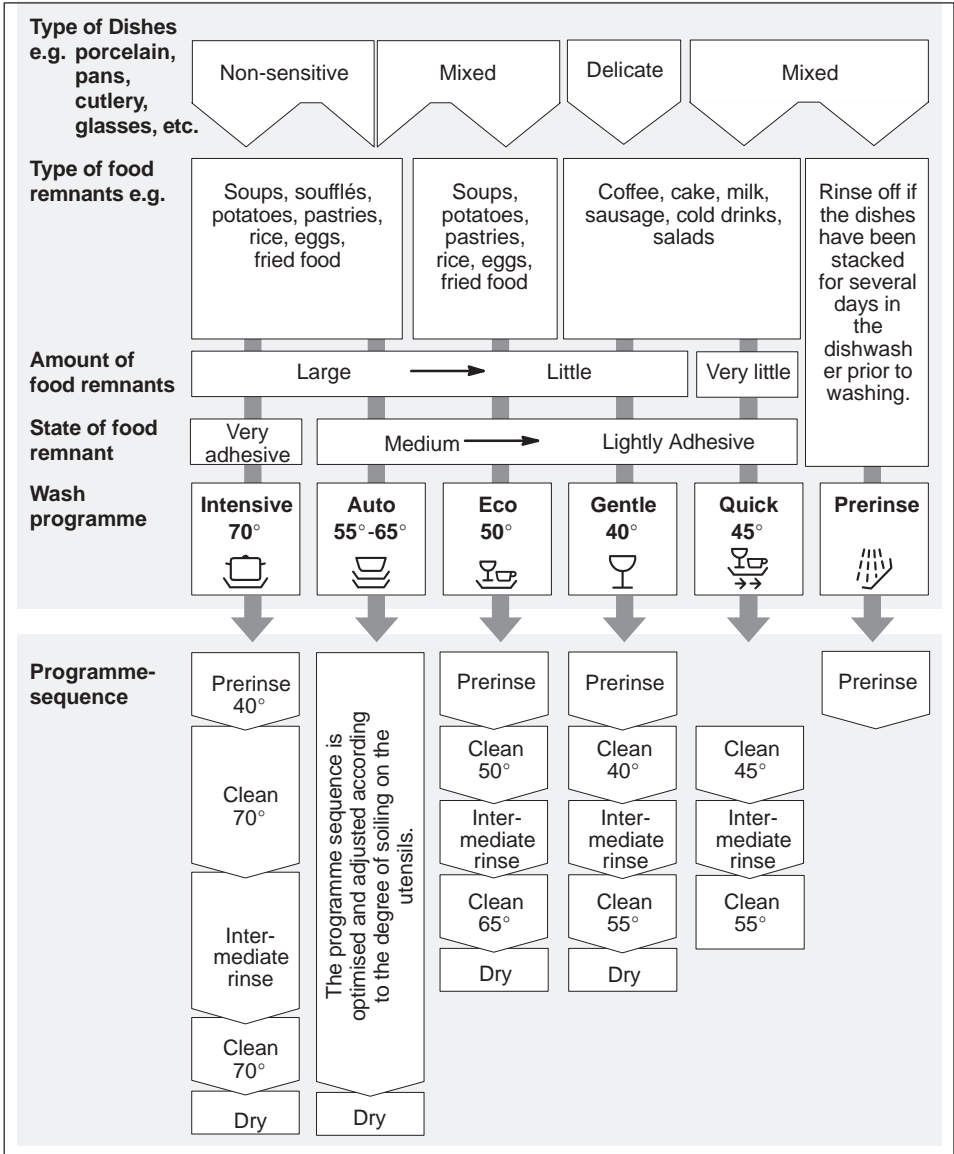 Type of Dishes
e.g. porcelain,
pans,
cutlery,
glasses, etc.
Non-sensitive
Mixed
Delicate
Mixed
Type of food
remnants e.g.
Soups, soufflés,
potatoes, pastries,
rice, eggs,
fried food
Soups,
potatoes,
pastries,
rice, eggs,
fried food
Coffee, cake, milk,
sausage, cold drinks,
salads
Rinse off if
the dishes
have been
stacked
for several
days in
the
dishwash
er prior to
washing.
Amount of
food remnants
Large
Little
Very little
State of food
remnant
Very
adhesive
Medium
Lightly Adhesive
Wash
programme
Intensive
70°
Auto
55°-65°
Eco
50°
Gentle
40°
Quick
45°
Prerinse
Programme-
sequence
Prerinse
40°
Clean
70°
Inter-
mediate
rinse
Clean
70°
Dry
The programme sequence is
optimised and adjusted according
to the degree of soiling on the
utensils.
Dry
Prerinse
Clean
50°
Inter-
mediate
rinse
Clean
65°
Dry
Prerinse
Clean
40°
Inter-
mediate
rinse
Clean
55°
Dry
Clean
45°
Inter-
mediate
rinse
Clean
55°
Prerinse